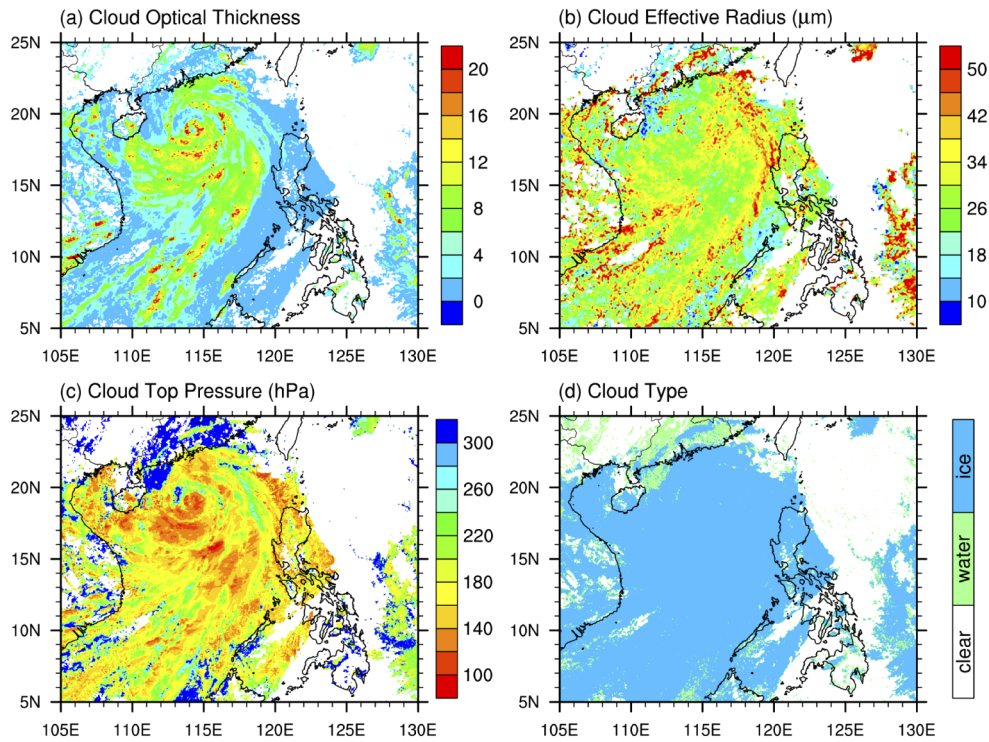 (a) Cloud Optical Thickness
25N
20N
15N
10N
5N
105E 110E 115E 120E 125E 130E
20
16
12
8
4
0
(b) Cloud Effective Radius (μm)
25N
20N
15N
10N
5N
105E 110E 115E 120E 125E 130E
50
42
34
26
18
10
(c) Cloud Top Pressure (hPa)
25N
20N
15N
10N
5N
105E 110E 115E 120E 125E 130E
300
260
220
180
140
100
(d) Cloud Type
25N
20N
15N
10N
5N
105E 110E 115E 120E 125E 130E
ice
water
clear